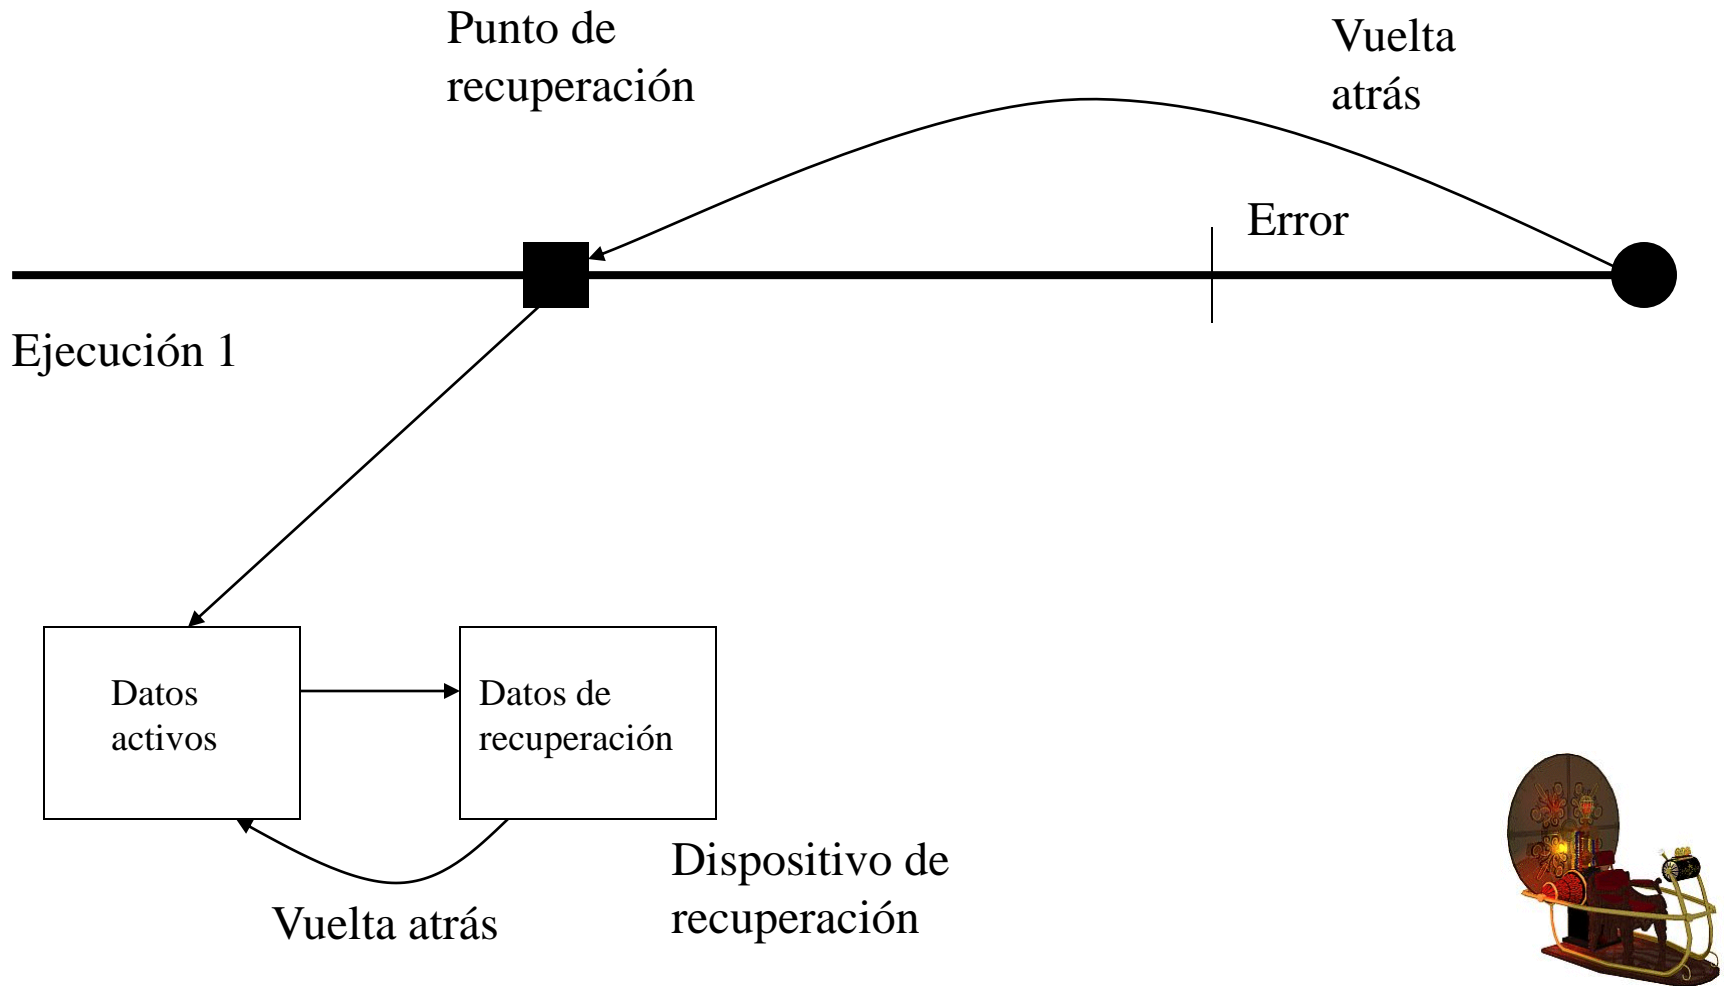 Punto de
recuperación
Vuelta
atrás
Error
Ejecución 1
Datos
activos
Datos de
recuperación
Dispositivo de
recuperación
Vuelta atrás